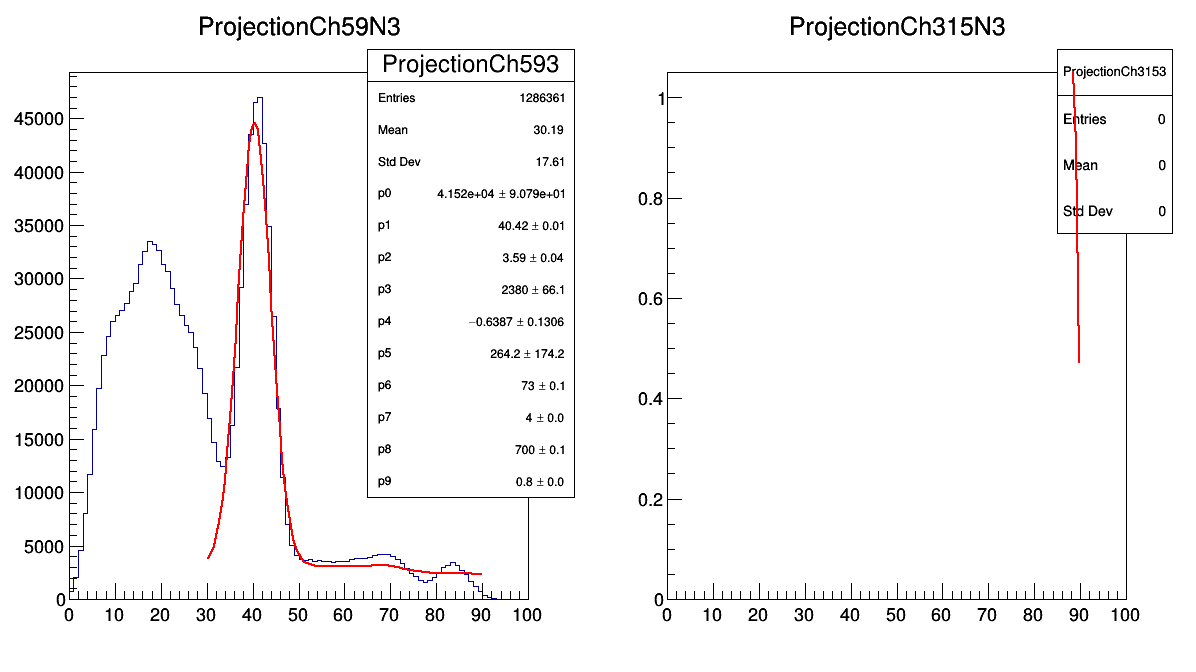 ProjectionCh59N3
ProjectionCh593
Entries 1286361
Mean 30.19
Std Dev 17.61
p0 4.152e+04 ± 9.079e+01
p1 40.42 ± 0.01
p2 3.59 ± 0.04
p3 2380 ± 66.1
p4 −0.6387 ± 0.1306
p5 264.2 ± 174.2
p6 73 ± 0.1
p7 4 ± 0.0
p8 700 ± 0.1
p9 0.8 ± 0.0
45000
40000
35000
30000
25000
20000
15000
10000
5000
0
0 10 20 30 40 50 60 70 80 90 100
ProjectionCh315N3
ProjectionCh3153
Entries 0
Mean 0
Std Dev 0
1
0.8
0.6
0.4
0.2
0
0 10 20 30 40 50 60 70 80 90 100